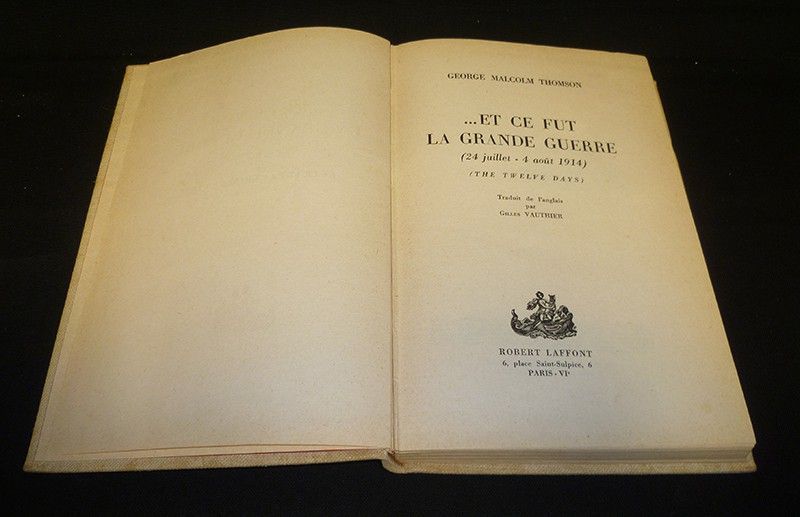 GEORGE MALCOLM THOMSON
...ET CE FUT
LA GRANDE GUERRE
(24 juillet - 4 août 1914)
(THE TWELVE DAYS)
Traduit de l'anglais
par
GILLES VAUTHIER
ROBERT LAFFONT
6, place Saint-Sulpice, 6
PARIS-VIe